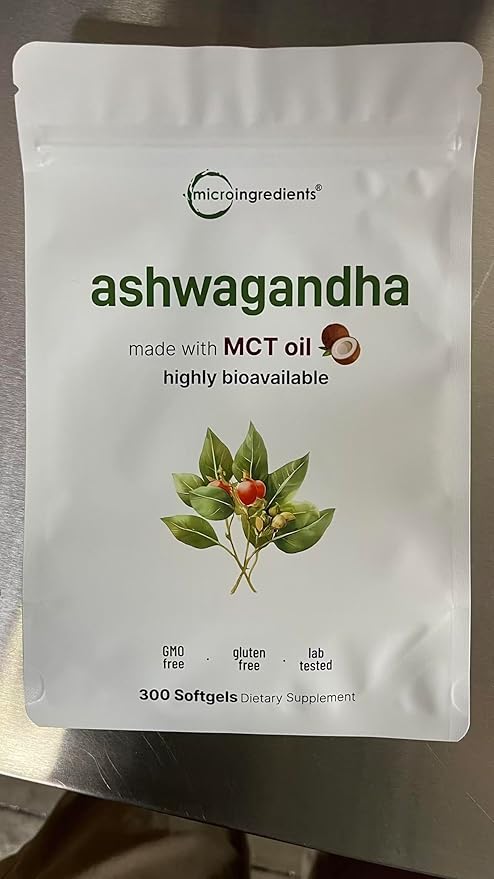 microingredients®
ashwagandha
made with MCT oil
highly bioavailable
GMO free · gluten free · lab tested
300 Softgels Dietary Supplement